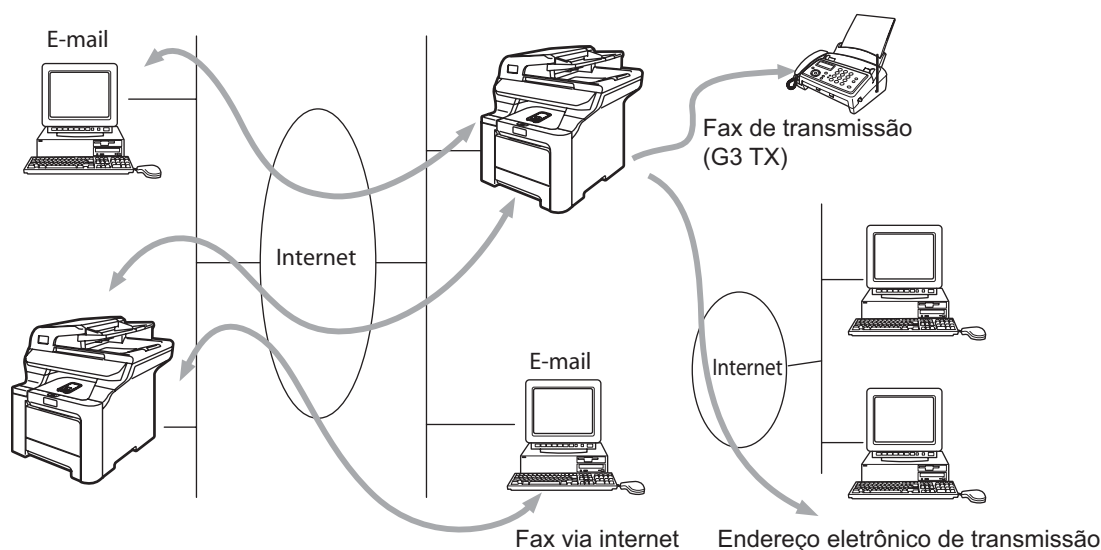 E-mail
Fax de transmissão
(G3 TX)
Internet
E-mail
Internet
Fax via internet
Endereço eletrônico de transmissão